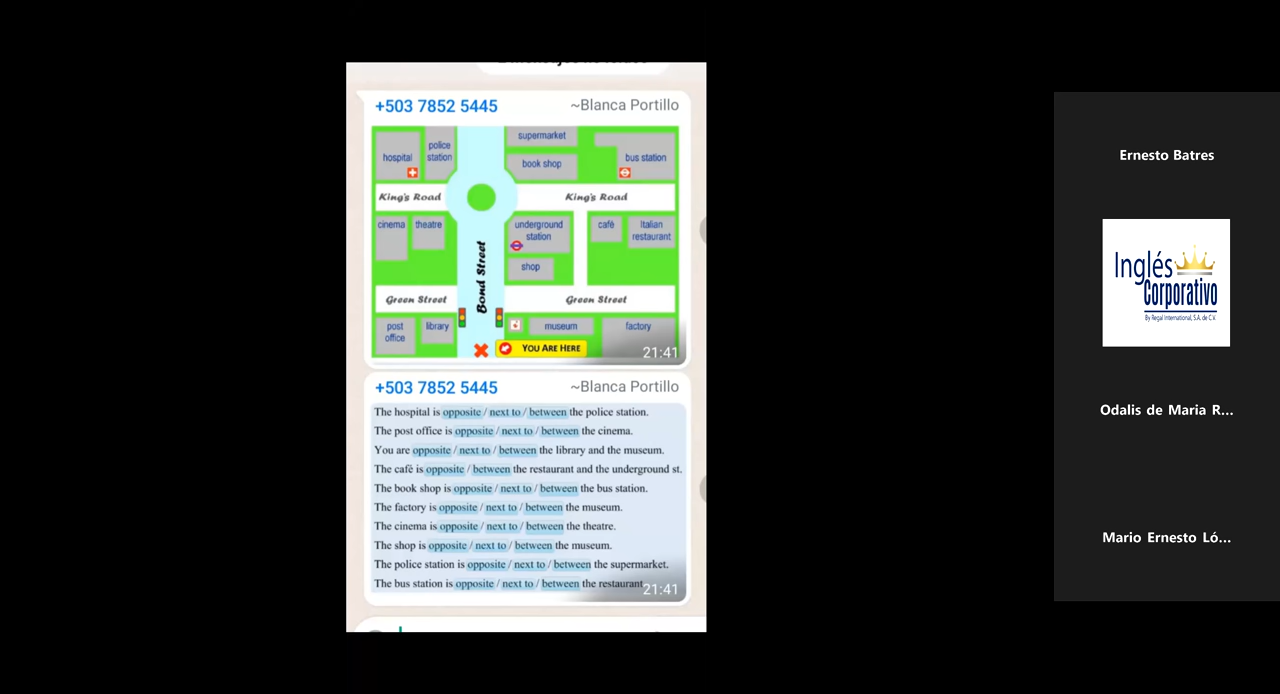 +503 7852 5445
~Blanca Portillo
hospital
police station
supermarket
book shop
bus station
King's Road
King's Road
cinema
theatre
underground station
café
Italian restaurant
shop
Bond Street
Green Street
Green Street
post office
library
museum
factory
YOU ARE HERE
21:41
+503 7852 5445
~Blanca Portillo
The hospital is opposite / next to / between the police station.
The post office is opposite / next to / between the cinema.
You are opposite / next to / between the library and the museum.
The café is opposite / between the restaurant and the underground st.
The book shop is opposite / next to / between the bus station.
The factory is opposite / next to / between the museum.
The cinema is opposite / next to / between the theatre.
The shop is opposite / next to / between the museum.
The police station is opposite / next to / between the supermarket.
The bus station is opposite / next to / between the restaurant
21:41
Ernesto Batres
Inglés
Corporativo
By Regal International, S.A. de C.V.
Odalis de Maria R...
Mario Ernesto Ló...